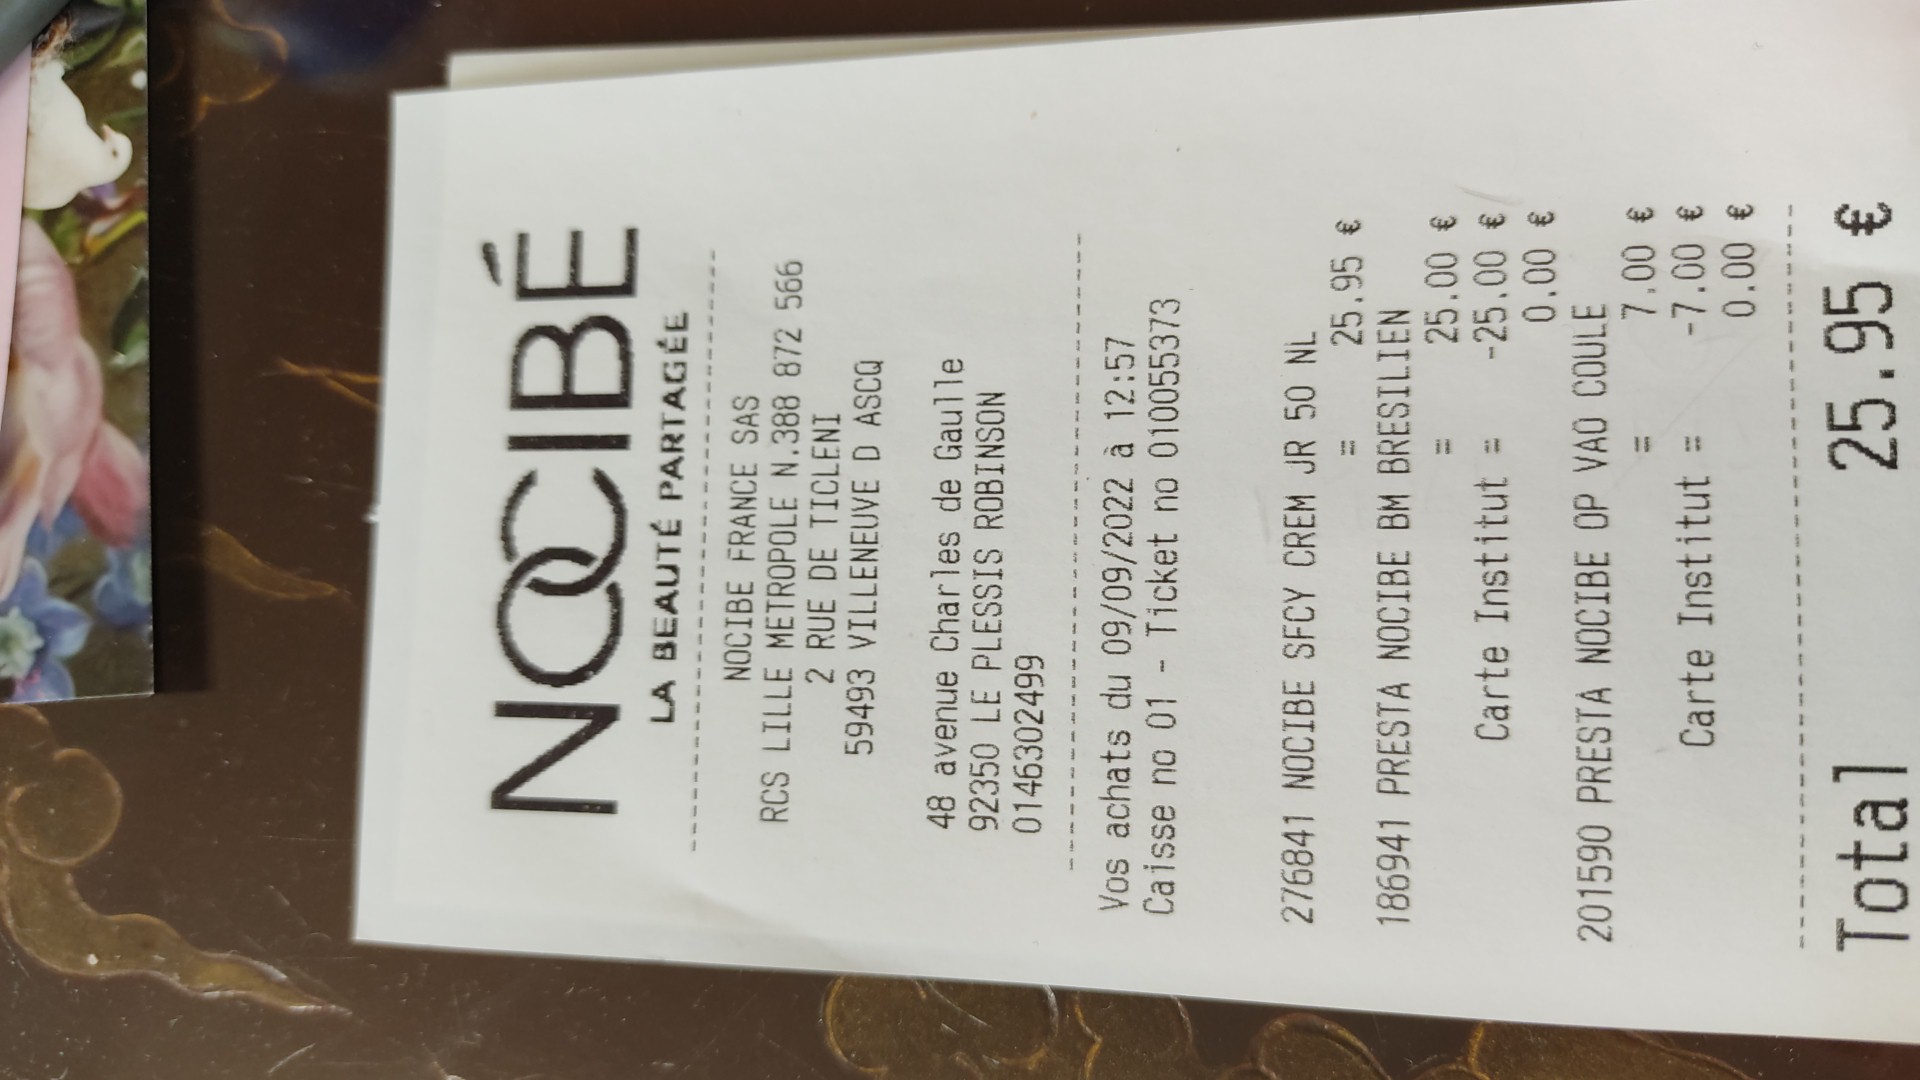 NOCIBÉ
LA BEAUTÉ PARTAGÉE
NOCIBE FRANCE SAS
RCS LILLE METROPOLE N.388 872 566
2 RUE DE TICLENI
59493 VILLENEUVE D ASCQ
48 avenue Charles de Gaulle
92350 LE PLESSIS ROBINSON
0146302499
Vos achats du 09/09/2022 à 12:57
Caisse no 01 - Ticket no 010055373
276841 NOCIBE SFCY CREM JR 50 NL
= 25.95 €
186941 PRESTA NOCIBE BM BRESILIEN
= 25.00 €
Carte Institut = -25.00 €
0.00 €
201590 PRESTA NOCIBE OP VAO COULE
= 7.00 €
Carte Institut = -7.00 €
0.00 €
Total 25.95 €